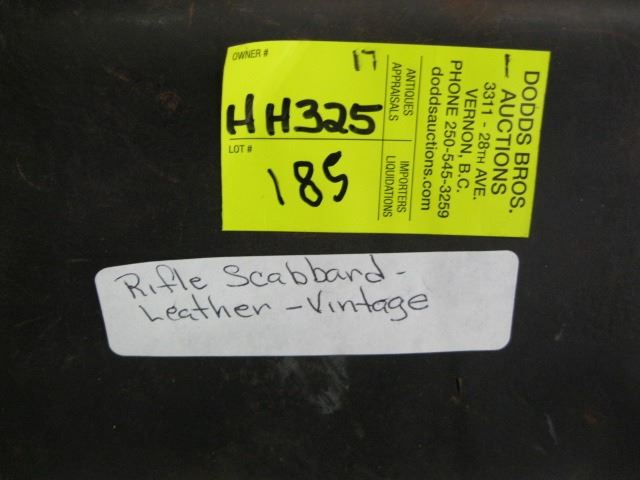 OWNER #
17
HH325
LOT #
185
ANTIQUES
APPRAISALS
IMPORTERS
LIQUIDATIONS
DODDS BROS.
AUCTIONS
3311 - 28TH AVE.
VERNON, B.C.
PHONE 250-545-3259
doddsauctions.com
Rifle Scabbard -
Leather - Vintage